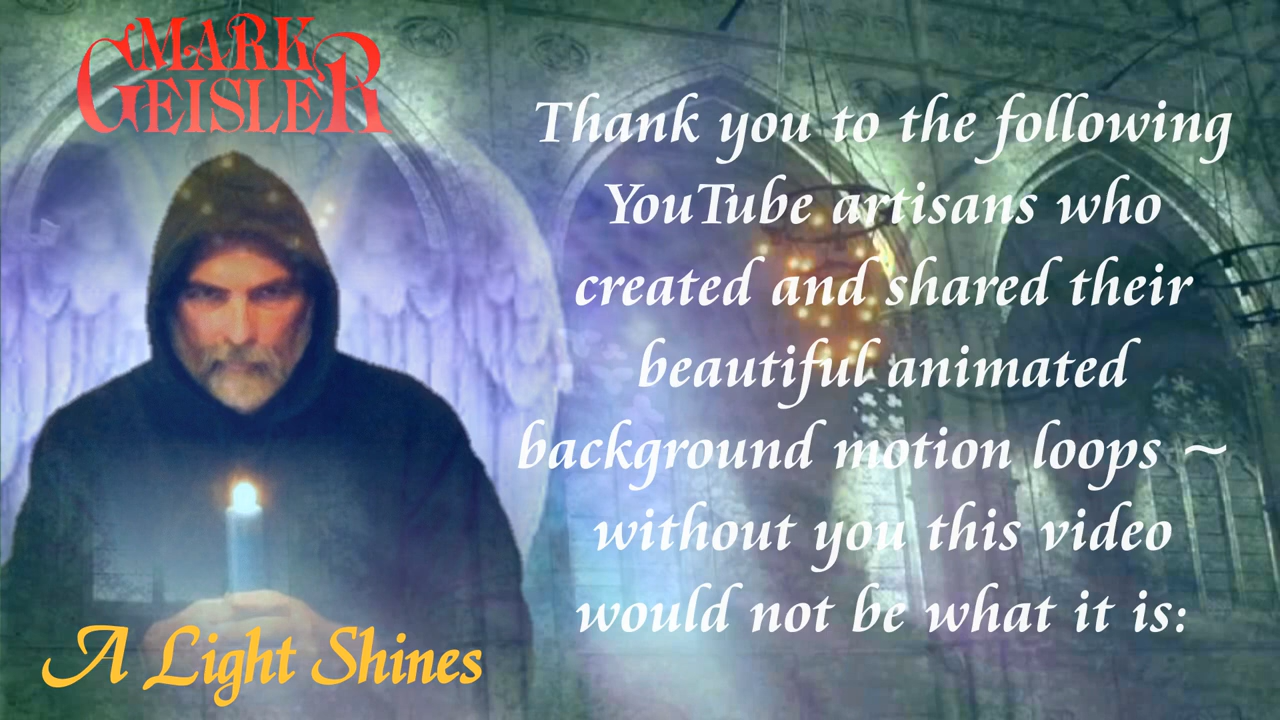 MARK
GEISLER
Thank you to the following
YouTube artisans who
created and shared their
beautiful animated
background motion loops ~
without you this video
would not be what it is:
A Light Shines